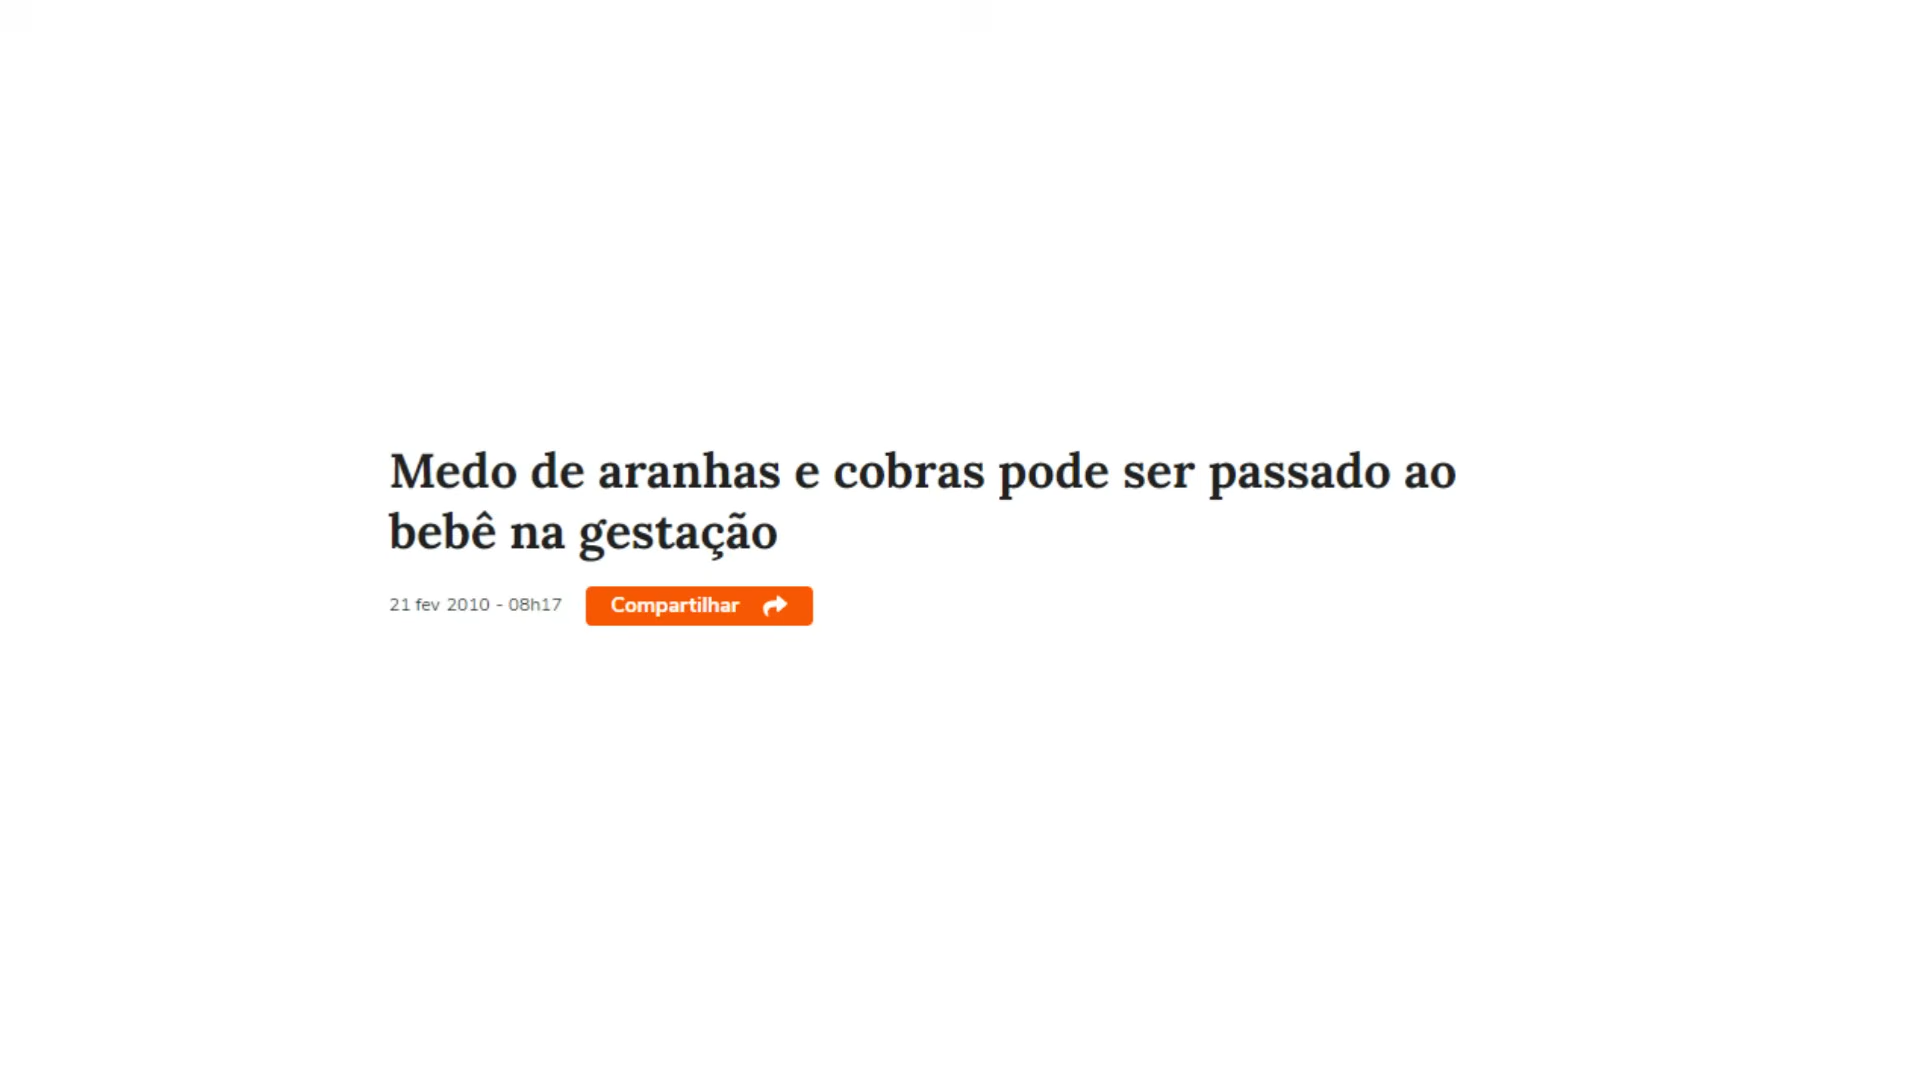 Medo de aranhas e cobras pode ser passado ao
bebê na gestação
21 fev 2010 - 08h17
Compartilhar